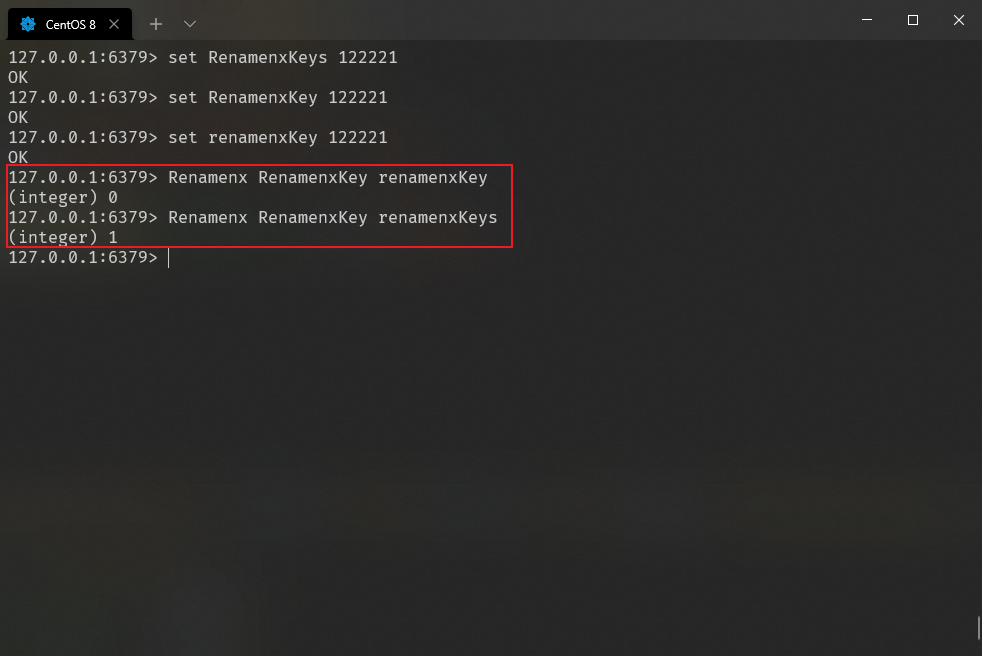 CentOS 8
127.0.0.1:6379> set RenamenxKeys 122221
OK
127.0.0.1:6379> set RenamenxKey 122221
OK
127.0.0.1:6379> set renamenxKey 122221
OK
127.0.0.1:6379> Renamenx RenamenxKey renamenxKey
(integer) 0
127.0.0.1:6379> Renamenx RenamenxKey renamenxKeys
(integer) 1
127.0.0.1:6379>